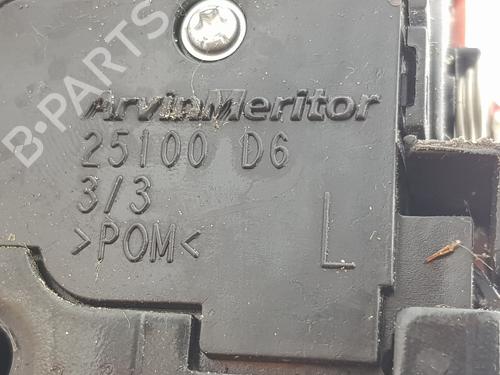 B-PARTS
ArvinMeritor
25100 D6
3/3
>POM<
L